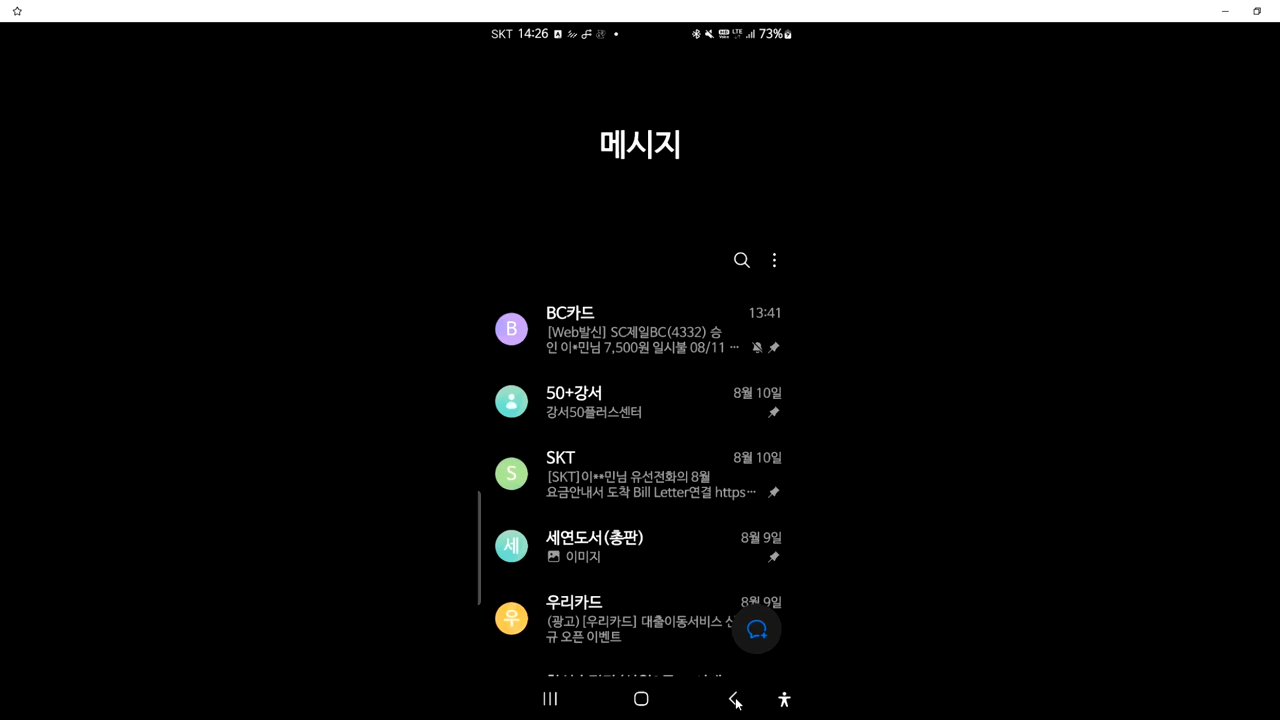 SKT 14:26
LTE
73%
메시지
B
BC카드
13:41
[Web발신] SC제일BC(4332) 승
인 이*민님 7,500원 일시불 08/11 ···
50+강서
8월 10일
강서50플러스센터
S
SKT
8월 10일
[SKT]이**민님 유선전화의 8월
요금안내서 도착 Bill Letter연결 https···
세
세연도서(총판)
8월 9일
이미지
우
우리카드
8월 9일
(광고)[우리카드] 대출이동서비스 신
규 오픈 이벤트